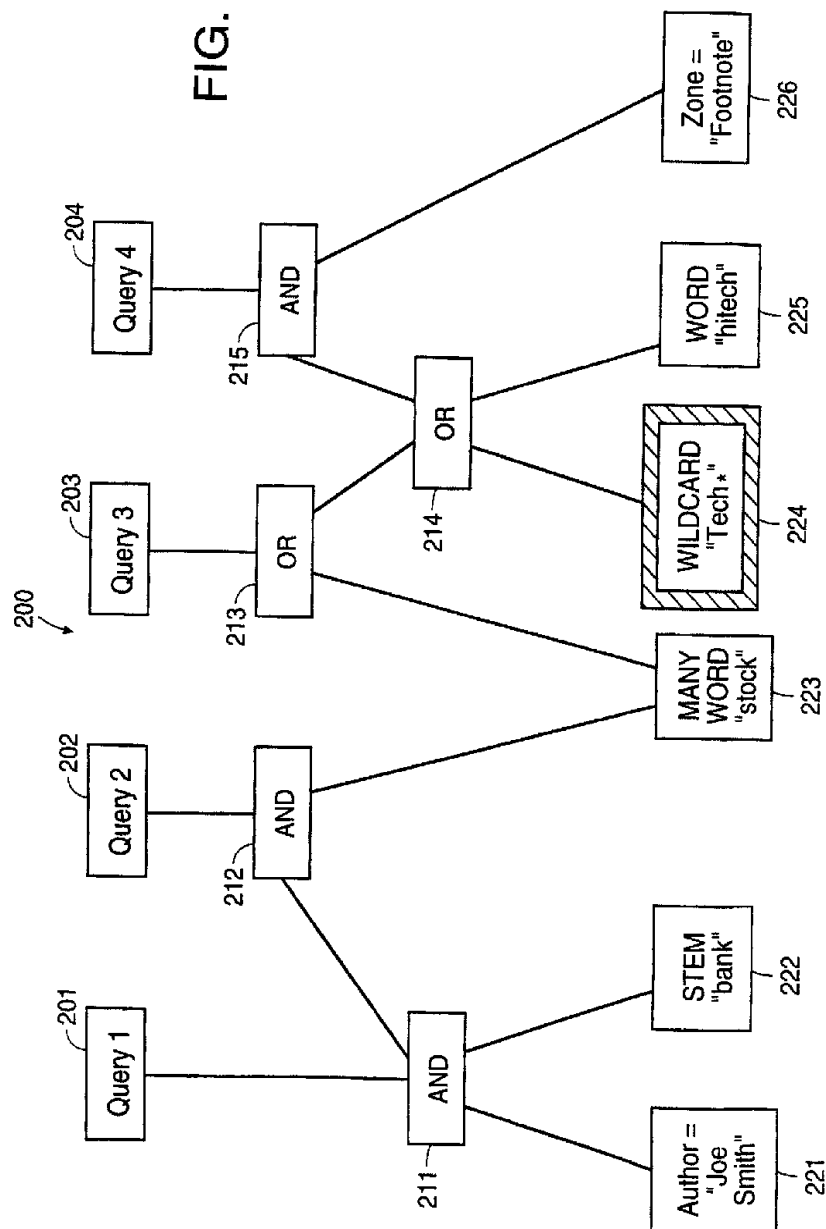 FIG.
200
201
Query 1
202
Query 2
203
Query 3
204
Query 4
AND
212
OR
213
AND
215
AND
211
OR
214
Author =
"Joe
Smith"
221
STEM
"bank"
222
MANY
WORD
"stock"
223
WILDCARD
"Tech*"
224
WORD
"hitech"
225
Zone =
"Footnote"
226